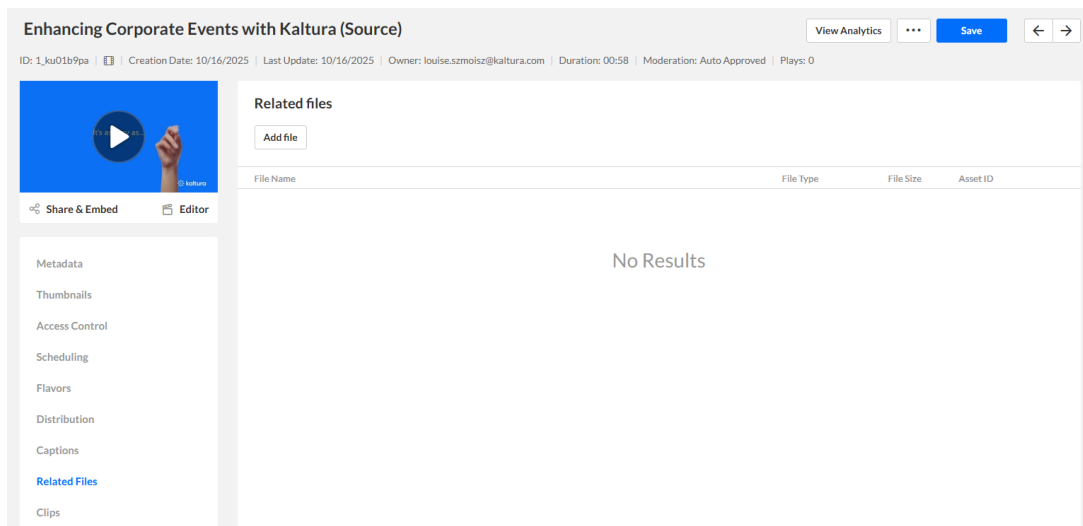 Enhancing Corporate Events with Kaltura (Source)
View Analytics
Save
ID: 1_ku01b9pa | Creation Date: 10/16/2025 | Last Update: 10/16/2025 | Owner: louise.szmoisz@kaltura.com | Duration: 00:58 | Moderation: Auto Approved | Plays: 0
kaltura
Share & Embed
Editor
Metadata
Thumbnails
Access Control
Scheduling
Flavors
Distribution
Captions
Related Files
Clips
Related files
Add file
File Name File Type File Size Asset ID
No Results